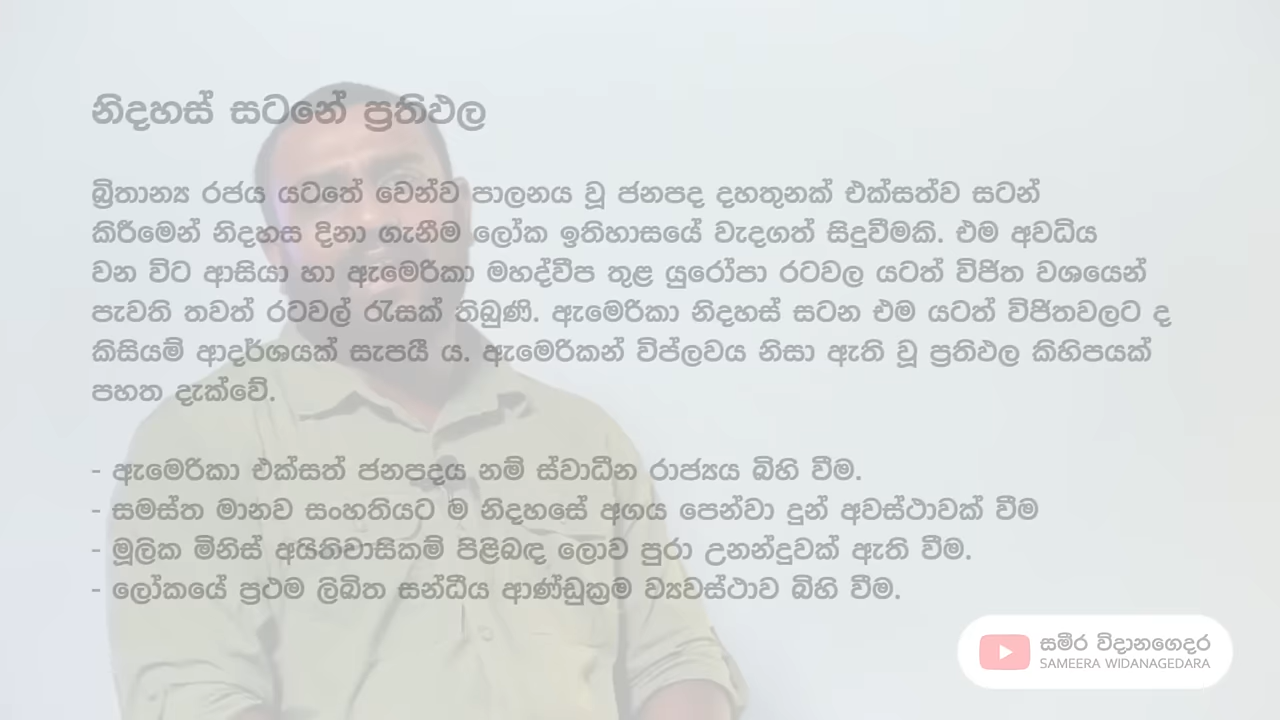 නිදහස් සටනේ ප්‍රතිඵල
බ්‍රිතාන්‍ය රජය යටතේ වෙන්ව පාලනය වූ ජනපද දහතුනක් එක්සත්ව සටන්
කිරීමෙන් නිදහස දිනා ගැනීම ලෝක ඉතිහාසයේ වැදගත් සිදුවීමකි. එම අවධිය
වන විට ආසියා හා ඇමෙරිකා මහද්වීප තුළ යුරෝපා රටවල යටත් විජිත වශයෙන්
පැවති තවත් රටවල් රැසක් තිබුණි. ඇමෙරිකා නිදහස් සටන එම යටත් විජිතවලට ද
කිසියම් ආදර්ශයක් සැපයී ය. ඇමෙරිකන් විප්ලවය නිසා ඇති වූ ප්‍රතිඵල කිහිපයක්
පහත දැක්වේ.
- ඇමෙරිකා එක්සත් ජනපදය නම් ස්වාධීන රාජ්‍යය බිහි වීම.
- සමස්ත මානව සංහතියට ම නිදහසේ අගය පෙන්වා දුන් අවස්ථාවක් වීම
- මූලික මිනිස් අයිතිවාසිකම් පිළිබඳ ලොව පුරා උනන්දුවක් ඇති වීම.
- ලෝකයේ ප්‍රථම ලිඛිත සන්ධීය ආණ්ඩුක්‍රම ව්‍යවස්ථාව බිහි වීම.
සමීර විදානගෙදර
SAMEERA WIDANAGEDARA